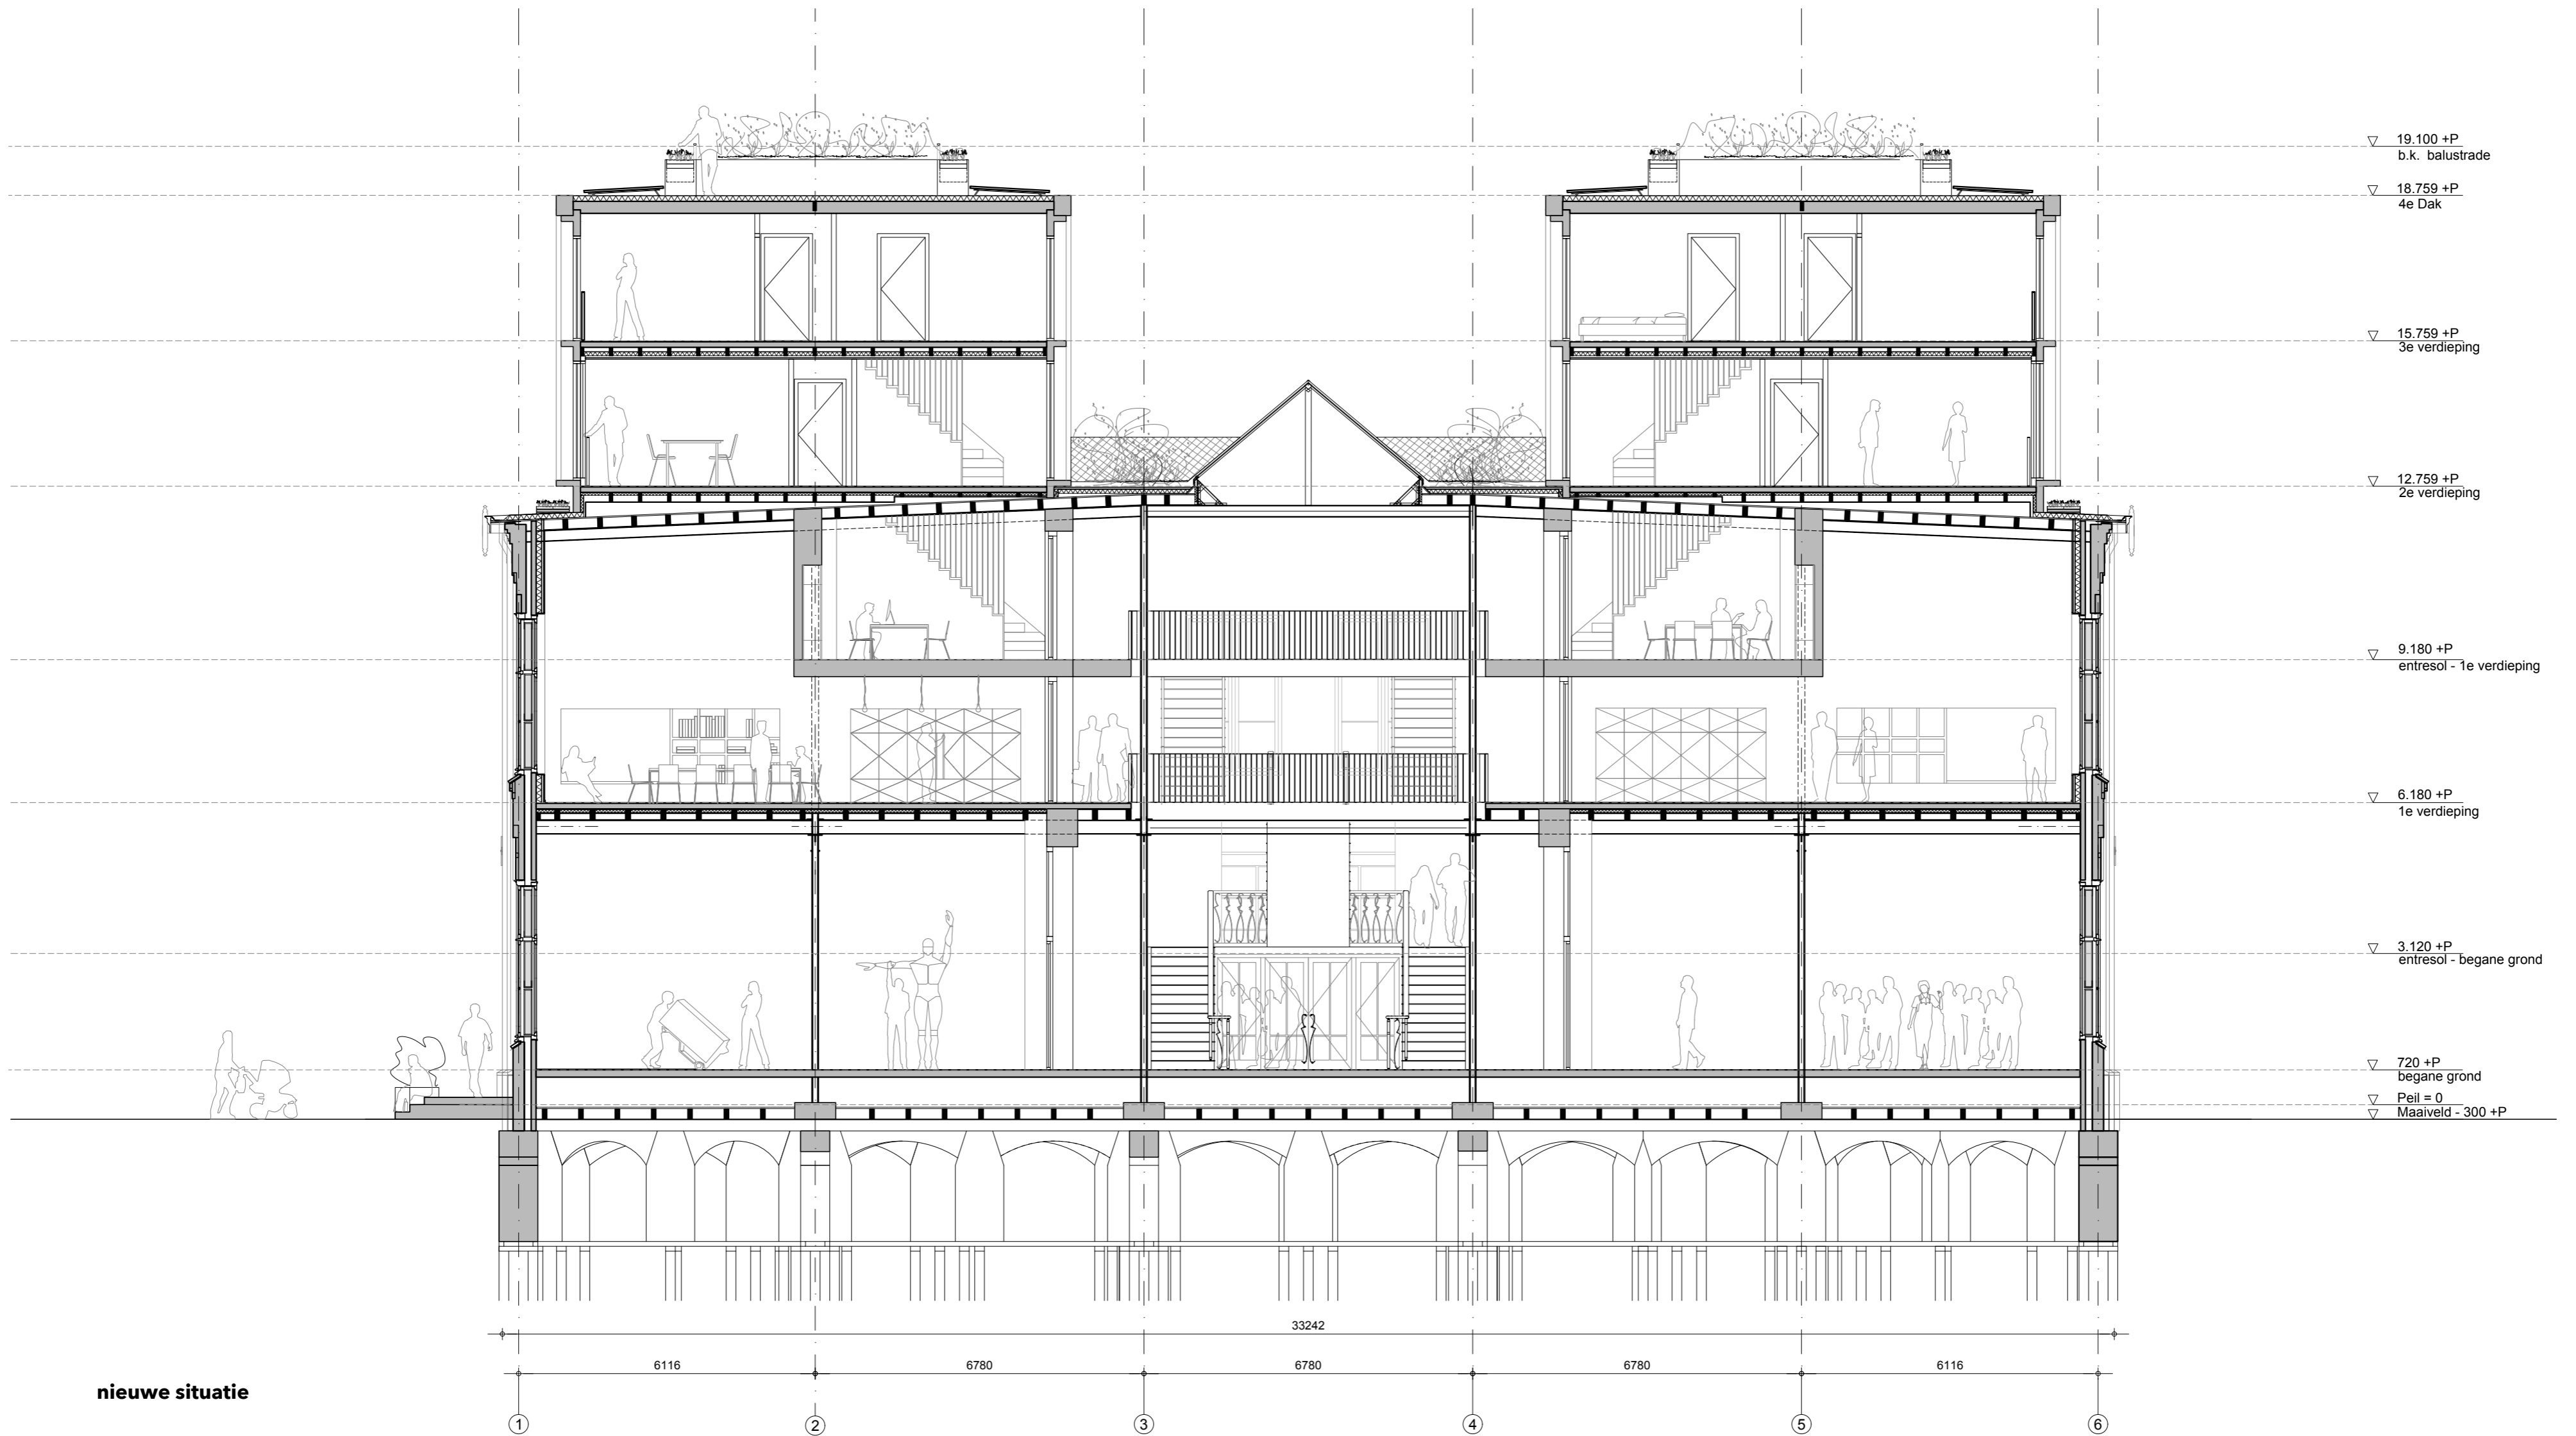 19.100 +P
b.k. balustrade
18.759 +P
4e Dak
15.759 +P
3e verdieping
12.759 +P
2e verdieping
9.180 +P
entresol - 1e verdieping
6.180 +P
1e verdieping
3.120 +P
entresol - begane grond
720 +P
begane grond
Peil = 0
Maaiveld - 300 +P
33242
6116 6780 6780 6780 6116
nieuwe situatie
1 2 3 4 5 6